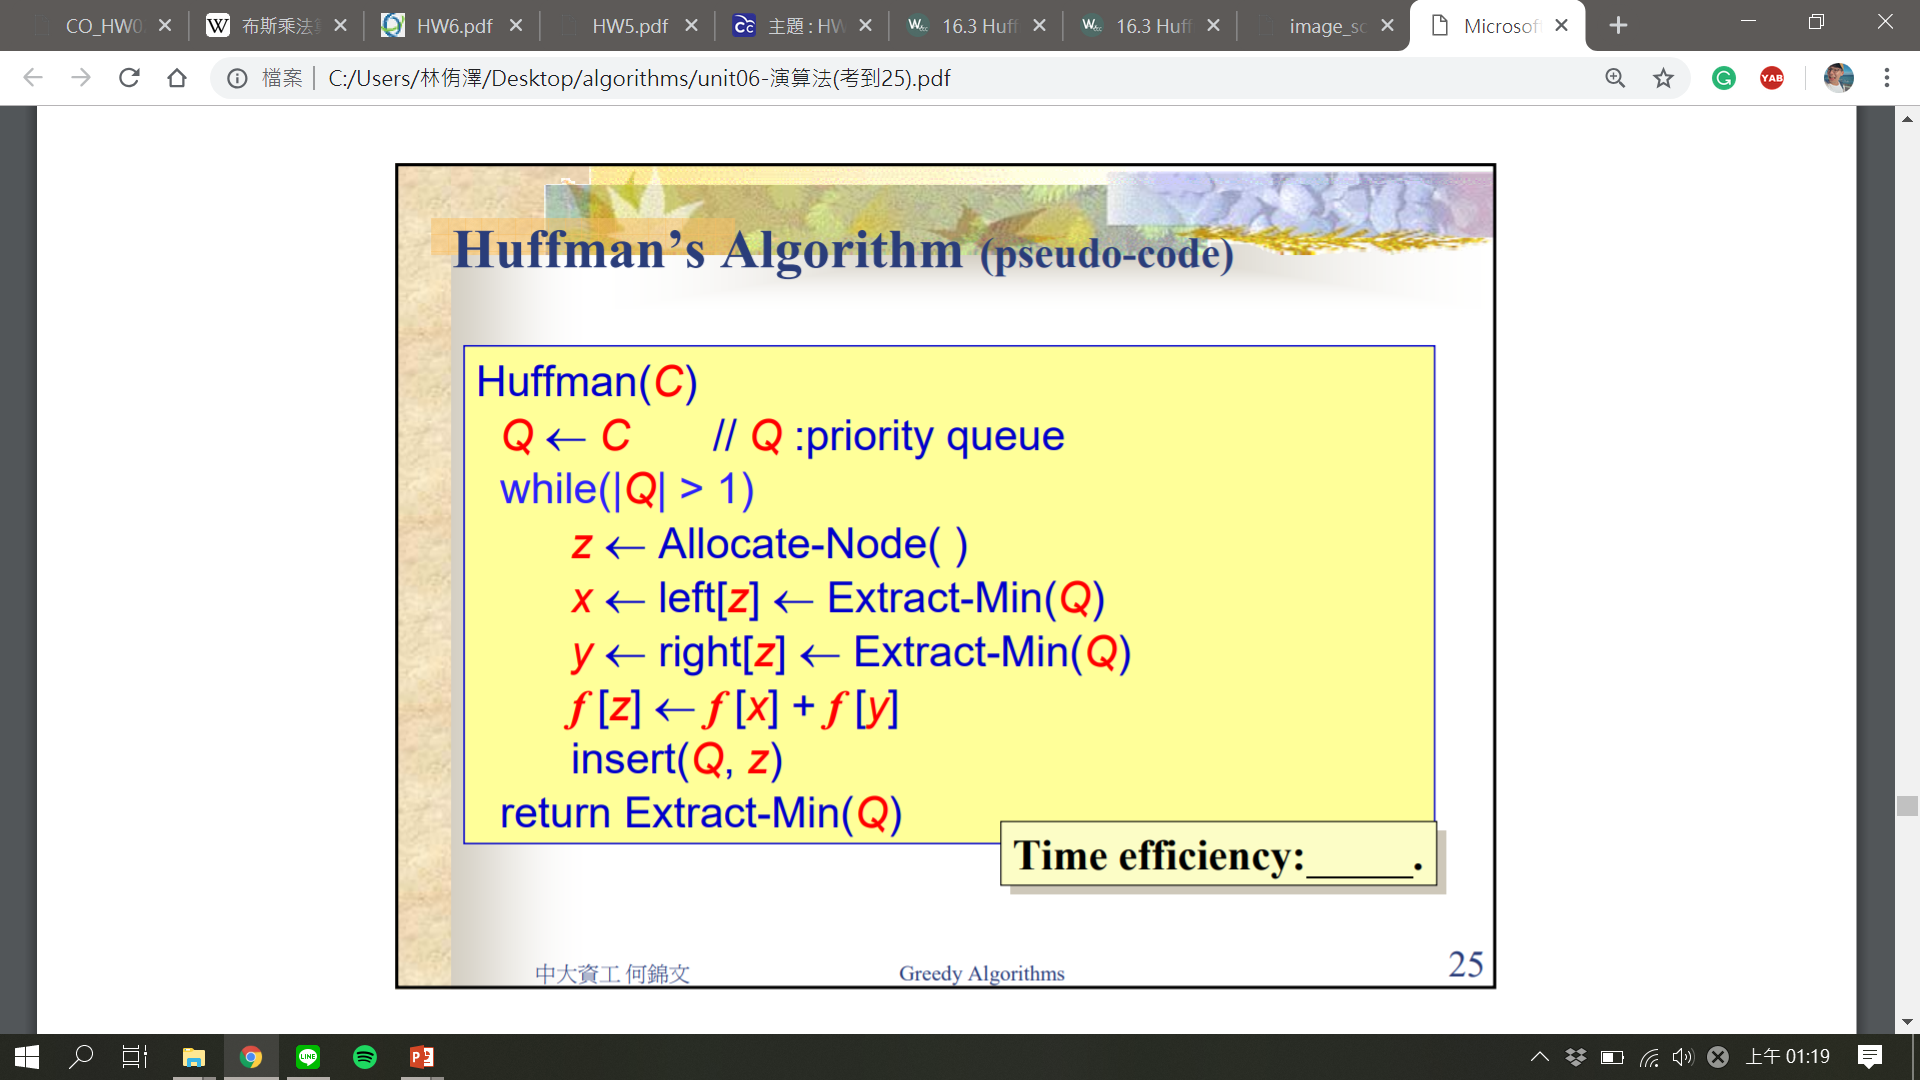 CO_HW0
布斯乘法
HW6.pdf
HW5.pdf
主題 : HW
16.3 Huff
16.3 Huff
image_sc
Microsof
檔案
C:/Users/林侑澤/Desktop/algorithms/unit06-演算法(考到25).pdf
YAB
Huffman’s Algorithm (pseudo-code)
Huffman(C)
Q ← C // Q :priority queue
while(|Q| > 1)
z ← Allocate-Node( )
x ← left[z] ← Extract-Min(Q)
y ← right[z] ← Extract-Min(Q)
f [z] ← f [x] + f [y]
insert(Q, z)
return Extract-Min(Q)
Time efficiency:_____.
中大資工 何錦文
Greedy Algorithms
25
上午 01:19